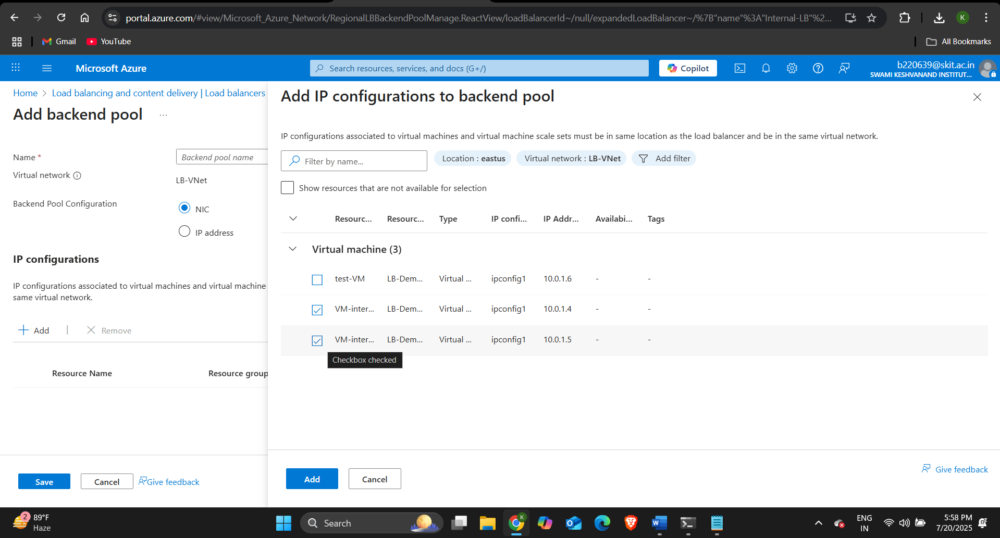 portal.azure.com/#view/Microsoft_Azure_Network/RegionalLBBackendPoolManage.ReactView/loadBalancerId~/null/expandedLoadBalancer~/%7B"name"%3A"Internal-LB"%2...
K
Gmail
YouTube
All Bookmarks
Microsoft Azure
Search resources, services, and docs (G+/)
Copilot
b220639@skit.ac.in
SWAMI KESHVANAND INSTITUT...
Home > Load balancing and content delivery | Load balancers
Add backend pool ...
Name *
Backend pool name
Virtual network
LB-VNet
Backend Pool Configuration
NIC
IP address
IP configurations
IP configurations associated to virtual machines and virtual machine
same virtual network.
Add | Remove
Resource Name Resource group
Save Cancel Give feedback
Add IP configurations to backend pool
IP configurations associated to virtual machines and virtual machine scale sets must be in same location as the load balancer and be in the same virtual network.
Filter by name... Location : eastus Virtual network : LB-VNet Add filter
Show resources that are not available for selection
Resourc... Resourc... Type IP confi... IP Addr... Availabi... Tags
Virtual machine (3)
test-VM LB-Dem... Virtual ... ipconfig1 10.0.1.6 - -
VM-inter... LB-Dem... Virtual ... ipconfig1 10.0.1.4 - -
VM-inter... LB-Dem... Virtual ... ipconfig1 10.0.1.5 - -
Checkbox checked
Add Cancel
Give feedback
2
89°F
Haze
Search
K
W
ENG
IN
5:58 PM
7/20/2025